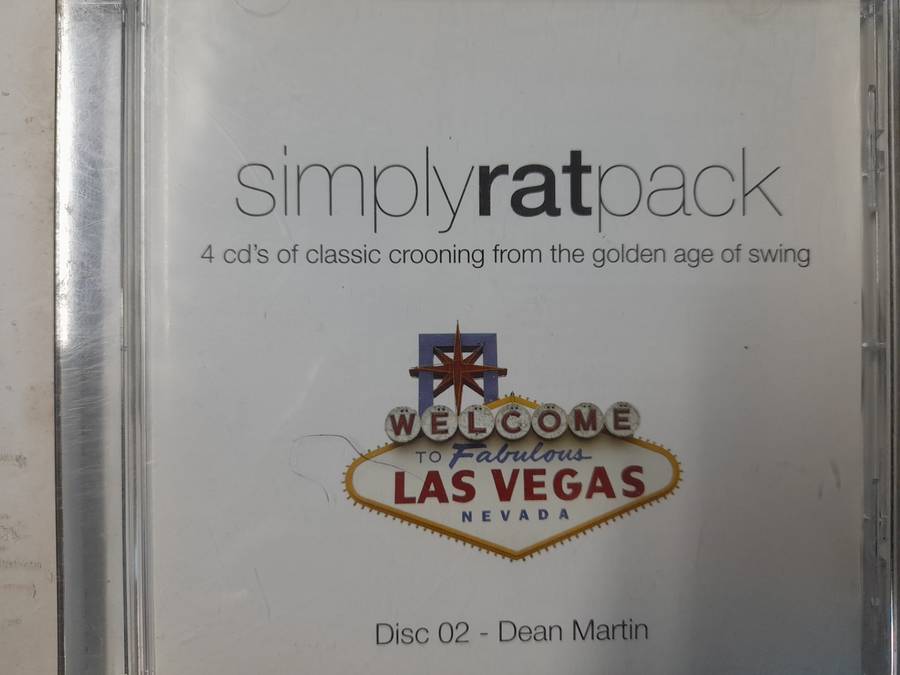 simplyratpack
4 cd's of classic crooning from the golden age of swing
WELCOME
TO Fabulous
LAS VEGAS
NEVADA
Disc 02 - Dean Martin